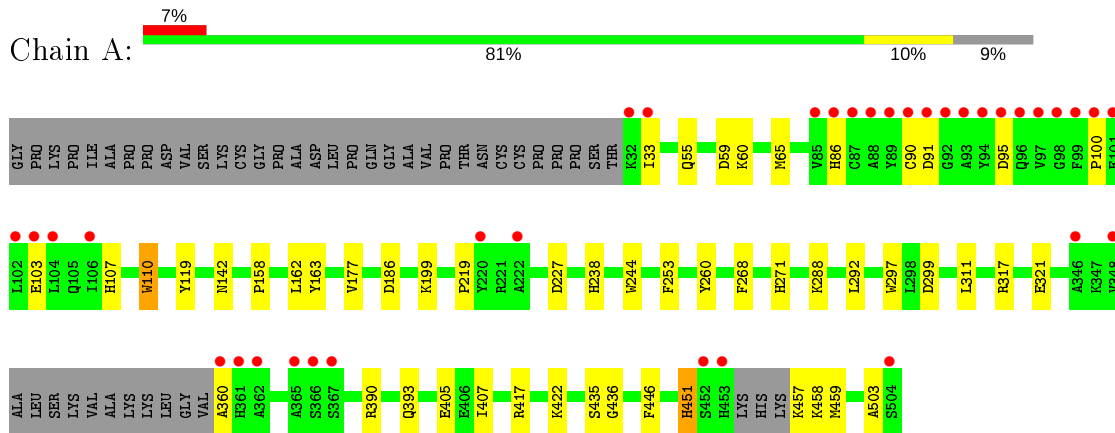 7%
Chain A:
81% 10% 9%
GLY PRO LYS PRO ILE ALA PRO PRO ASP VAL SER LYS CYS GLY PRO ALA ASP LEU PRO GLN GLY ALA VAL PRO THR ASN CYS CYS PRO PRO PRO SER THR K32 I33 Q55 D59 K60 M65 V85 H86 C87 A88 Y89 C90 D91 G92 A93 Y94 D95 Q96 V97 G98 F99 P100 E101
L102 E103 L104 Q105 I106 H107 W110 Y119 N142 P158 L162 Y163 V177 D186 K199 P219 Y220 R221 A222 D227 H238 W244 F253 Y260 F268 H271 K288 L292 W297 L298 D299 L311 R317 E321 A346 K347 V348
ALA LEU SER LYS VAL ALA LYS LYS LEU GLY VAL A360 H361 A362 A365 S366 S367 R390 Q393 E405 E406 I407 R417 K422 S435 G436 F446 H451 S452 H453 LYS HIS LYS K457 K458 M459 A503 S504